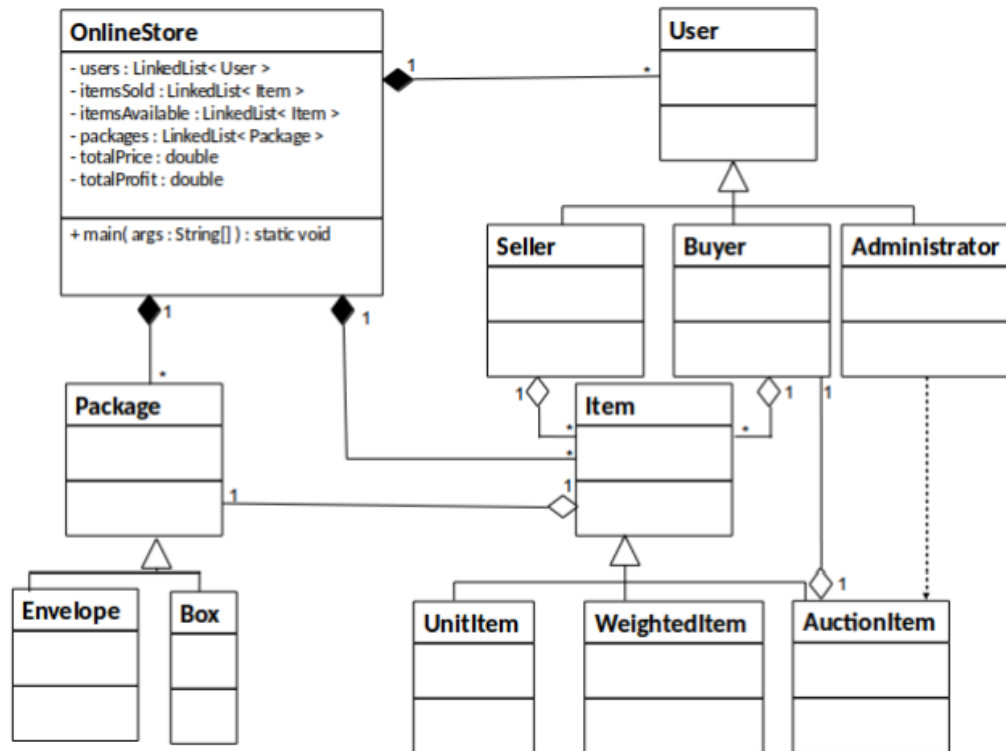 OnlineStore
- users : LinkedList< User >
- itemsSold : LinkedList< Item >
- itemsAvailable : LinkedList< Item >
- packages : LinkedList< Package >
- totalPrice : double
- totalProfit : double
+ main( args : String[] ) : static void
1
*
User
Seller
Buyer
Administrator
1
*
1
*
Package
1
*
1
*
Item
1
1
1
1
Envelope
Box
UnitItem
WeightedItem
AuctionItem